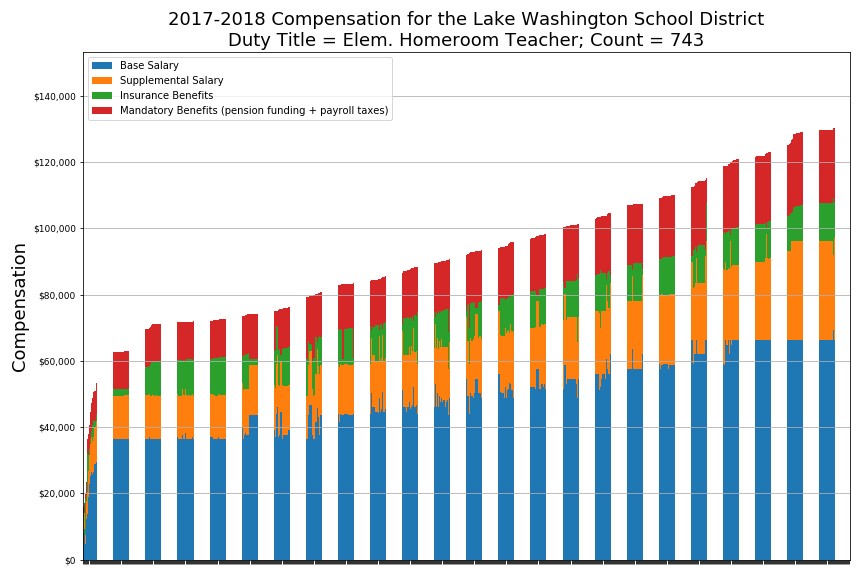 2017-2018 Compensation for the Lake Washington School District
Duty Title = Elem. Homeroom Teacher; Count = 743
Base Salary
Supplemental Salary
Insurance Benefits
Mandatory Benefits (pension funding + payroll taxes)
$140,000
$120,000
$100,000
$80,000
$60,000
$40,000
$20,000
$0
Compensation